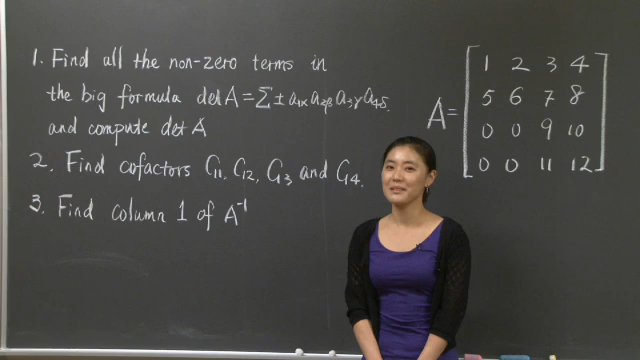 1. Find all the non-zero terms in
the big formula det A = Σ ± a1α a2β a3γ a4δ.
and compute det A
2. Find cofactors C11, C12, C13 and C14.
3. Find column 1 of A⁻¹
A = [ 1 2 3 4
5 6 7 8
0 0 9 10
0 0 11 12 ]